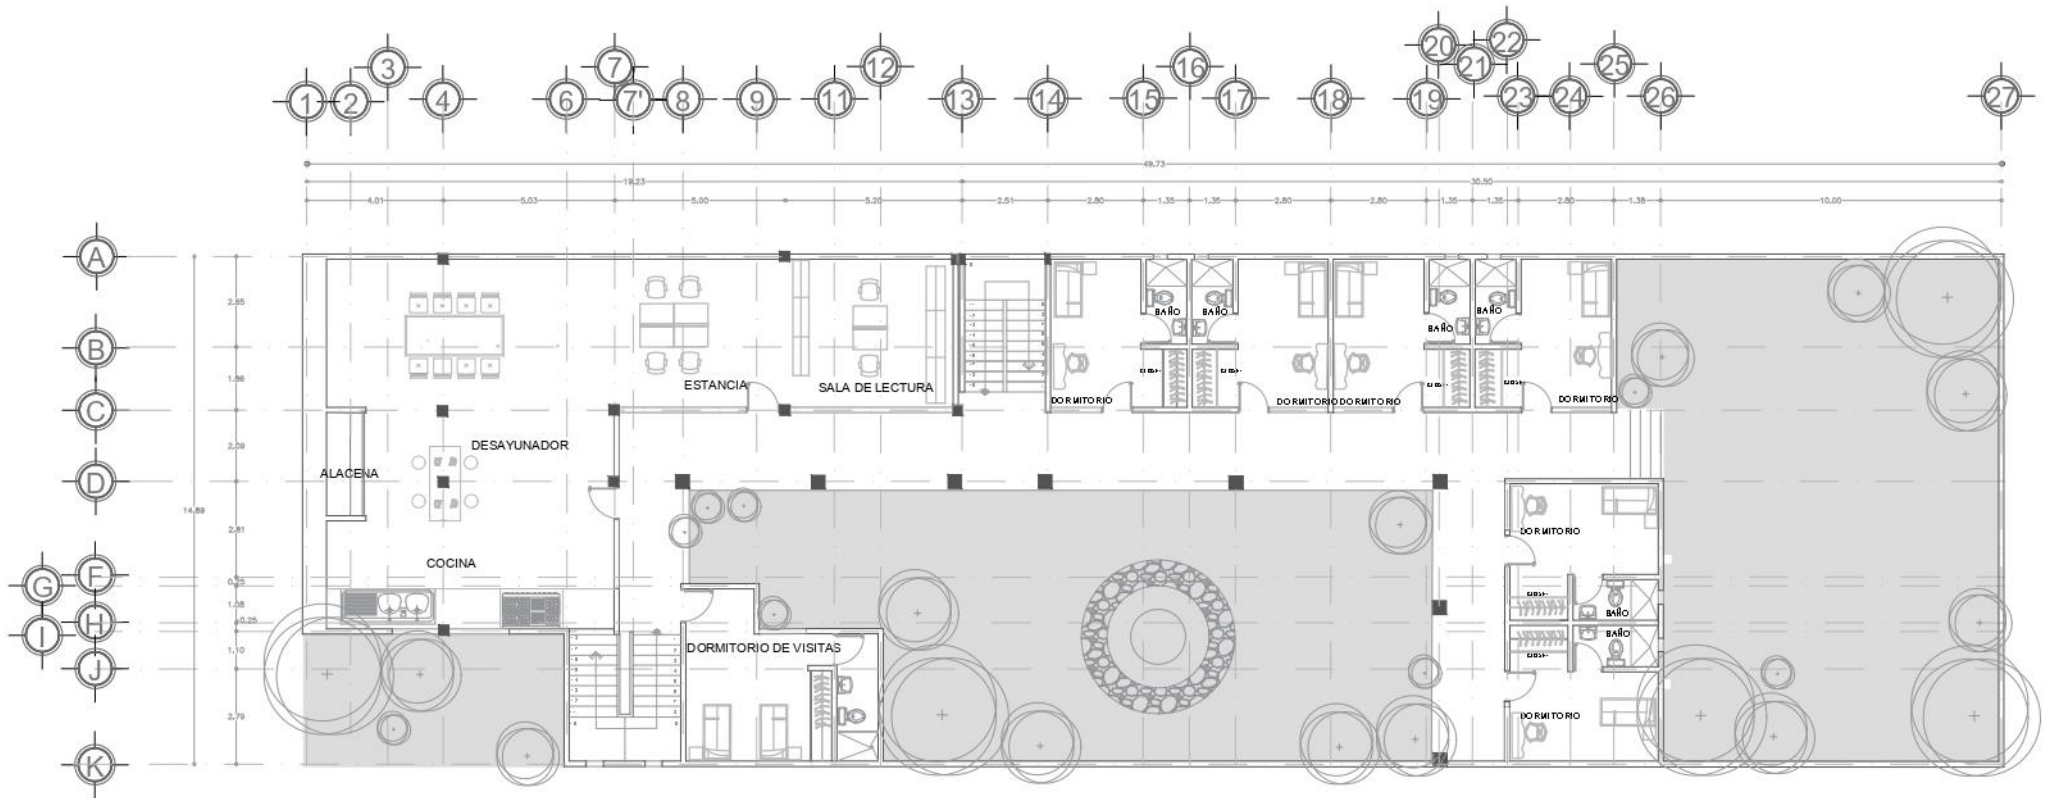 1 2 3 4 6 7 7' 8 9 11 12 13 14 15 16 17 18 19 20 21 22 23 24 25 26 27
49.73
19.23 30.50
4.01 5.03 5.00 5.20 2.51 2.80 1.35 1.35 2.80 2.80 1.35 1.35 2.80 1.35 10.00
A
B
C
D
F
G
H
I
J
K
14.89
2.65
2.09
2.81
0.25
1.05
0.25
1.10
2.79
BAÑO BAÑO BAÑO BAÑO
ESTANCIA SALA DE LECTURA
DORMITORIO DORMITORIO DORMITORIO DORMITORIO
DESAYUNADOR
ALACENA
COCINA
DORMITORIO
BAÑO
BAÑO
DORMITORIO DE VISITAS
DORMITORIO